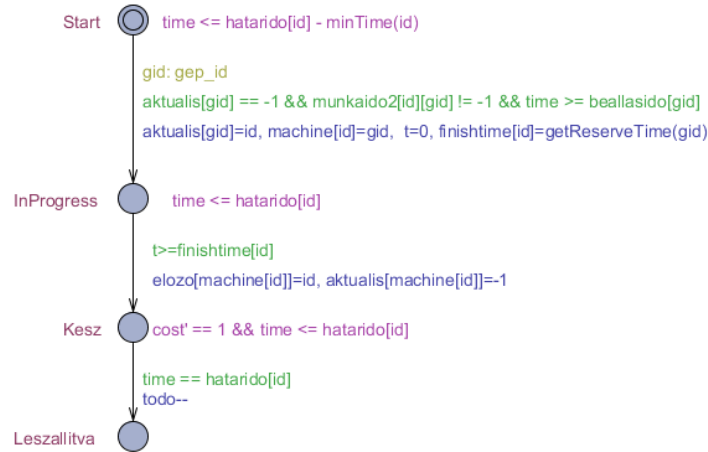 Start time <= hatarido[id] - minTime(id)
gid: gep_id
aktualis[gid] == -1 && munkaido2[id][gid] != -1 && time >= beallasido[gid]
aktualis[gid]=id, machine[id]=gid, t=0, finishtime[id]=getReserveTime(gid)
InProgress time <= hatarido[id]
t>=finishtime[id]
elozo[machine[id]]=id, aktualis[machine[id]]=-1
Kesz cost' == 1 && time <= hatarido[id]
time == hatarido[id]
todo--
Leszallitva